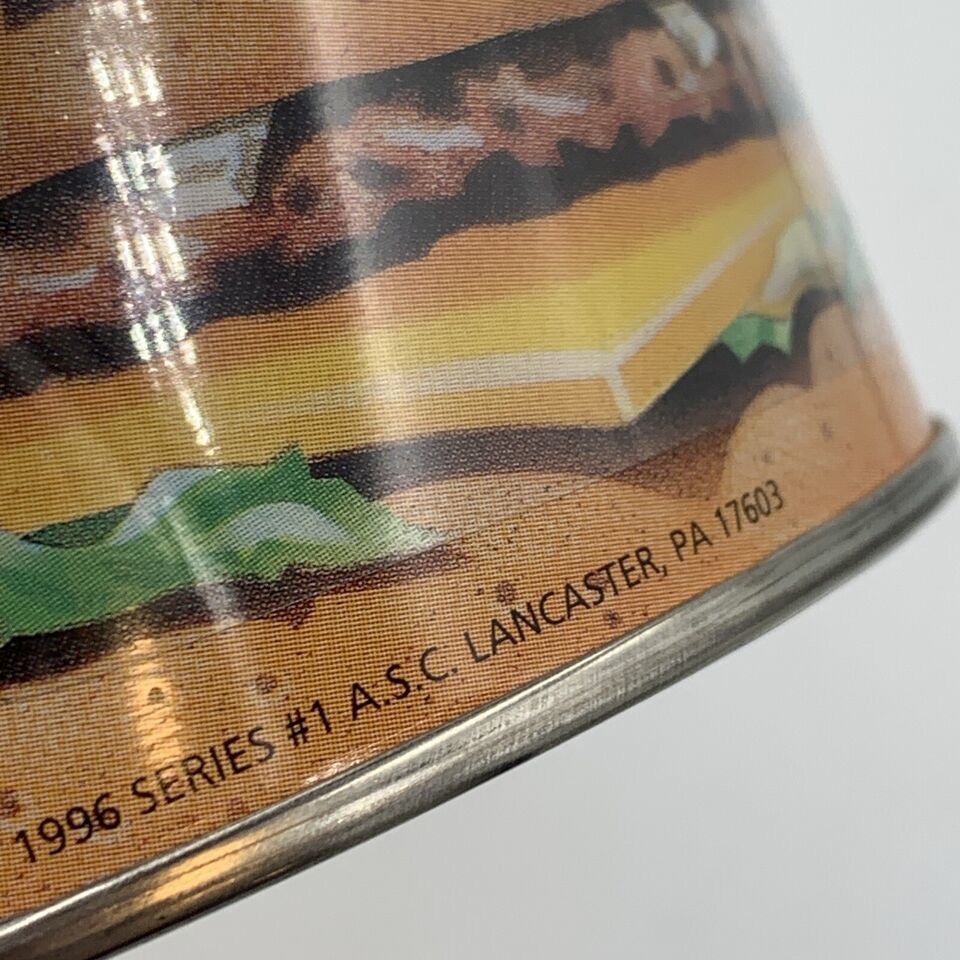 1996 SERIES #1 A.S.C. LANCASTER, PA 17603